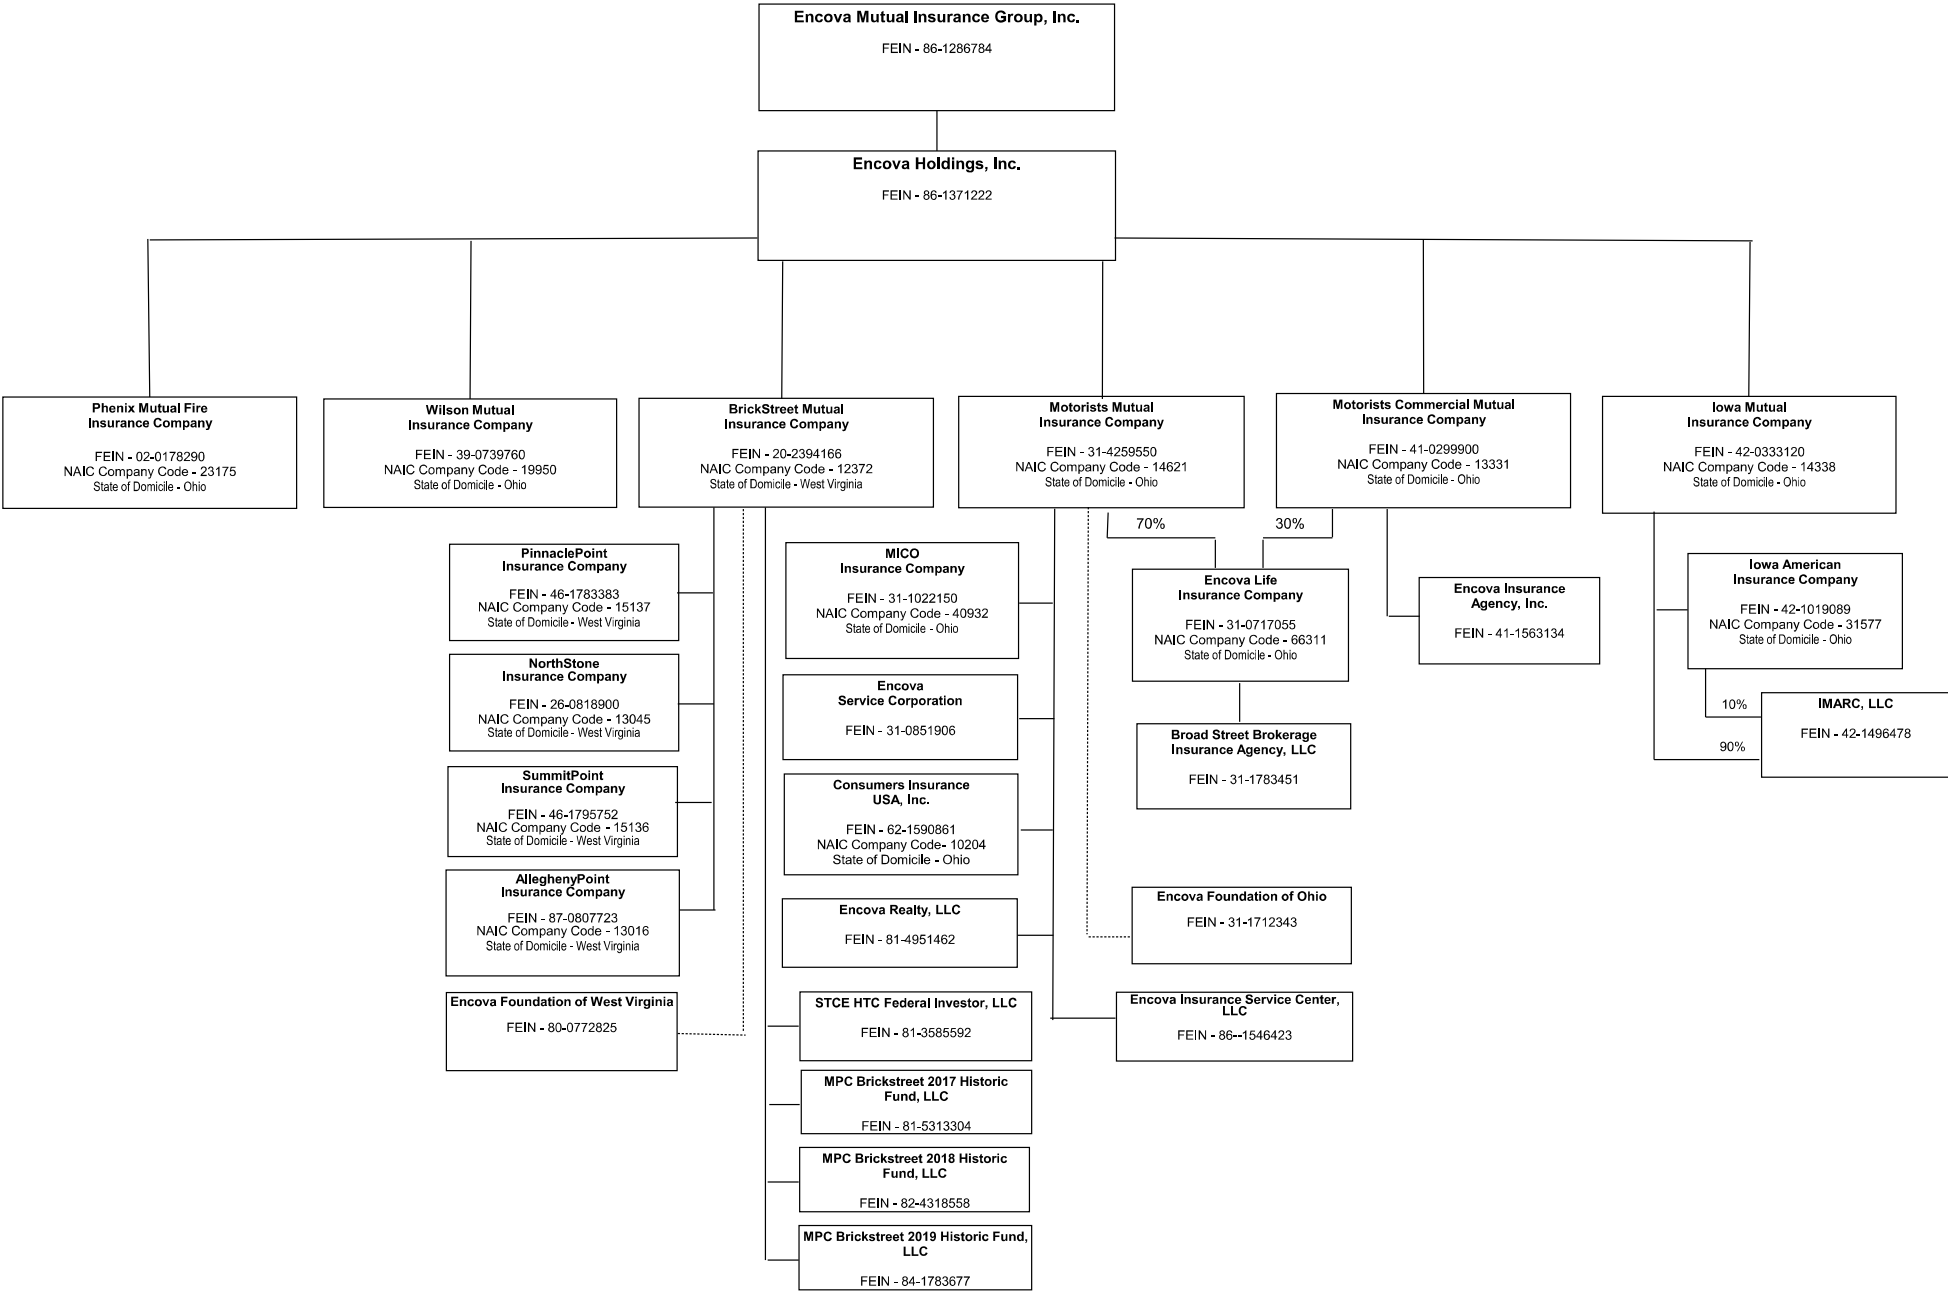 Encova Mutual Insurance Group, Inc.
FEIN - 86-1286784
Encova Holdings, Inc.
FEIN - 86-1371222
Phenix Mutual Fire
Insurance Company
FEIN - 02-0178290
NAIC Company Code - 23175
State of Domicile - Ohio
Wilson Mutual
Insurance Company
FEIN - 39-0739760
NAIC Company Code - 19950
State of Domicile - Ohio
BrickStreet Mutual
Insurance Company
FEIN - 20-2394166
NAIC Company Code - 12372
State of Domicile - West Virginia
Motorists Mutual
Insurance Company
FEIN - 31-4259550
NAIC Company Code - 14621
State of Domicile - Ohio
Motorists Commercial Mutual
Insurance Company
FEIN - 41-0299900
NAIC Company Code - 13331
State of Domicile - Ohio
Iowa Mutual
Insurance Company
FEIN - 42-0333120
NAIC Company Code - 14338
State of Domicile - Ohio
70%
30%
PinnaclePoint
Insurance Company
FEIN - 46-1783383
NAIC Company Code - 15137
State of Domicile - West Virginia
NorthStone
Insurance Company
FEIN - 26-0818900
NAIC Company Code - 13045
State of Domicile - West Virginia
SummitPoint
Insurance Company
FEIN - 46-1795752
NAIC Company Code - 15136
State of Domicile - West Virginia
AlleghenyPoint
Insurance Company
FEIN - 87-0807723
NAIC Company Code - 13016
State of Domicile - West Virginia
Encova Foundation of West Virginia
FEIN - 80-0772825
MICO
Insurance Company
FEIN - 31-1022150
NAIC Company Code - 40932
State of Domicile - Ohio
Encova
Service Corporation
FEIN - 31-0851906
Consumers Insurance
USA, Inc.
FEIN - 62-1590861
NAIC Company Code- 10204
State of Domicile - Ohio
Encova Realty, LLC
FEIN - 81-4951462
STCE HTC Federal Investor, LLC
FEIN - 81-3585592
MPC Brickstreet 2017 Historic
Fund, LLC
FEIN - 81-5313304
MPC Brickstreet 2018 Historic
Fund, LLC
FEIN - 82-4318558
MPC Brickstreet 2019 Historic Fund,
LLC
FEIN - 84-1783677
Encova Life
Insurance Company
FEIN - 31-0717055
NAIC Company Code - 66311
State of Domicile - Ohio
Broad Street Brokerage
Insurance Agency, LLC
FEIN - 31-1783451
Encova Foundation of Ohio
FEIN - 31-1712343
Encova Insurance Service Center,
LLC
FEIN - 86--1546423
Encova Insurance
Agency, Inc.
FEIN - 41-1563134
Iowa American
Insurance Company
FEIN - 42-1019089
NAIC Company Code - 31577
State of Domicile - Ohio
10%
90%
IMARC, LLC
FEIN - 42-1496478